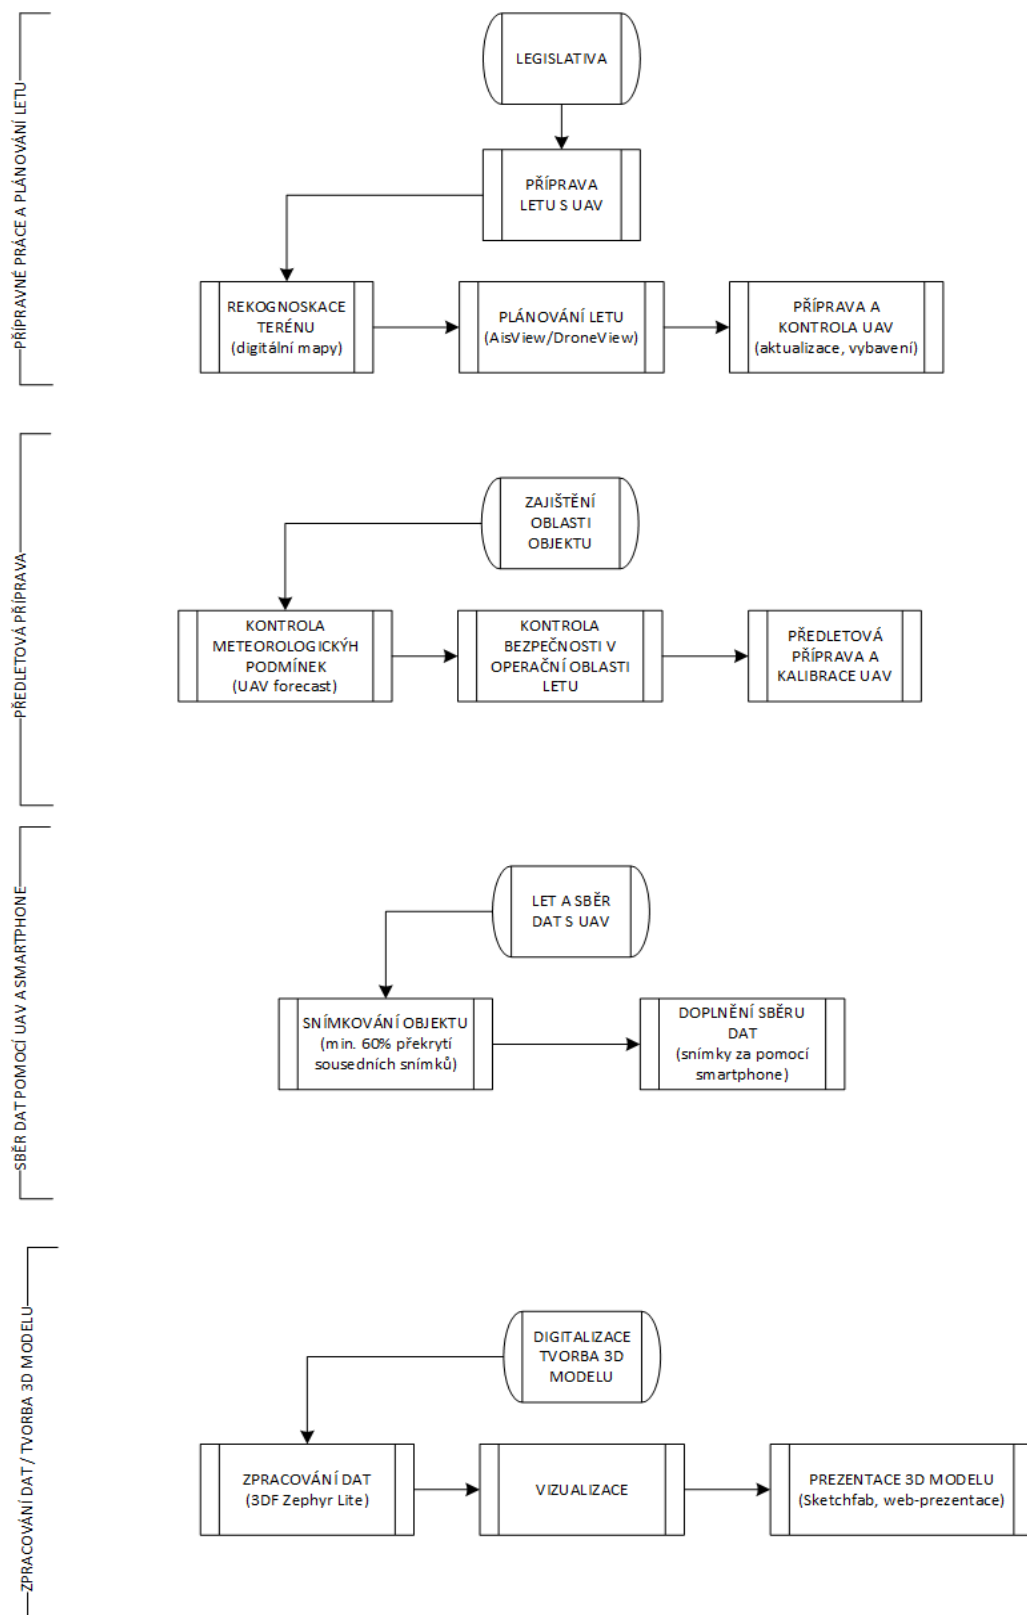 PŘÍPRAVNÉ PRÁCE A PLÁNOVÁNÍ LETU
LEGISLATIVA
PŘÍPRAVA
LETU S UAV
REKOGNOSKACE
TERÉNU
(digitální mapy)
PLÁNOVÁNÍ LETU
(AisView/DroneView)
PŘÍPRAVA A
KONTROLA UAV
(aktualizace, vybavení)
PŘEDLETOVÁ PŘÍPRAVA
ZAJIŠTĚNÍ
OBLASTI
OBJEKTU
KONTROLA
METEOROLOGICKÝH
PODMÍNEK
(UAV forecast)
KONTROLA
BEZPEČNOSTI V
OPERAČNÍ OBLASTI
LETU
PŘEDLETOVÁ
PŘÍPRAVA A
KALIBRACE UAV
SBĚR DAT POMOCÍ UAV A SMARTPHONE
LET A SBĚR
DAT S UAV
SNÍMKOVÁNÍ OBJEKTU
(min. 60% překrytí
sousedních snímků)
DOPLNĚNÍ SBĚRU
DAT
(snímky za pomocí
smartphone)
ZPRACOVÁNÍ DAT / TVORBA 3D MODELU
DIGITALIZACE
TVORBA 3D
MODELU
ZPRACOVÁNÍ DAT
(3DF Zephyr Lite)
VIZUALIZACE
PREZENTACE 3D MODELU
(Sketchfab, web-prezentace)